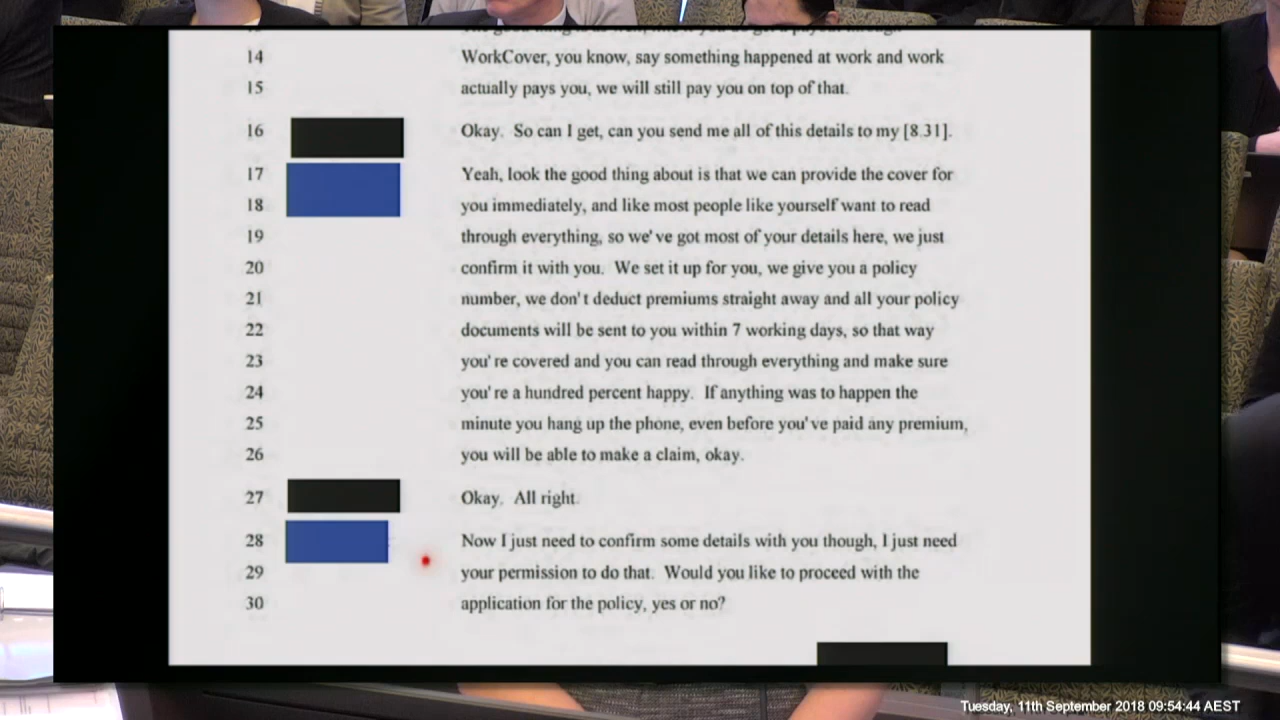 14 WorkCover, you know, say something happened at work and work
15 actually pays you, we will still pay you on top of that.
16 Okay. So can I get, can you send me all of this details to my [8.31].
17 Yeah, look the good thing about is that we can provide the cover for
18 you immediately, and like most people like yourself want to read
19 through everything, so we've got most of your details here, we just
20 confirm it with you. We set it up for you, we give you a policy
21 number, we don't deduct premiums straight away and all your policy
22 documents will be sent to you within 7 working days, so that way
23 you're covered and you can read through everything and make sure
24 you're a hundred percent happy. If anything was to happen the
25 minute you hang up the phone, even before you've paid any premium,
26 you will be able to make a claim, okay.
27 Okay. All right.
28 Now I just need to confirm some details with you though, I just need
29 your permission to do that. Would you like to proceed with the
30 application for the policy, yes or no?
Tuesday, 11th September 2018 09:54:44 AEST